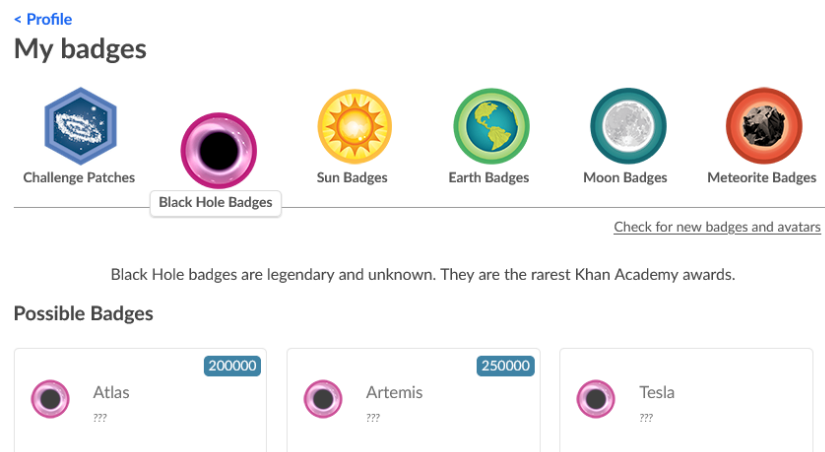 < Profile
My badges
Challenge Patches
Black Hole Badges
Sun Badges
Earth Badges
Moon Badges
Meteorite Badges
Check for new badges and avatars
Black Hole badges are legendary and unknown. They are the rarest Khan Academy awards.
Possible Badges
200000
Atlas
???
250000
Artemis
???
Tesla
???